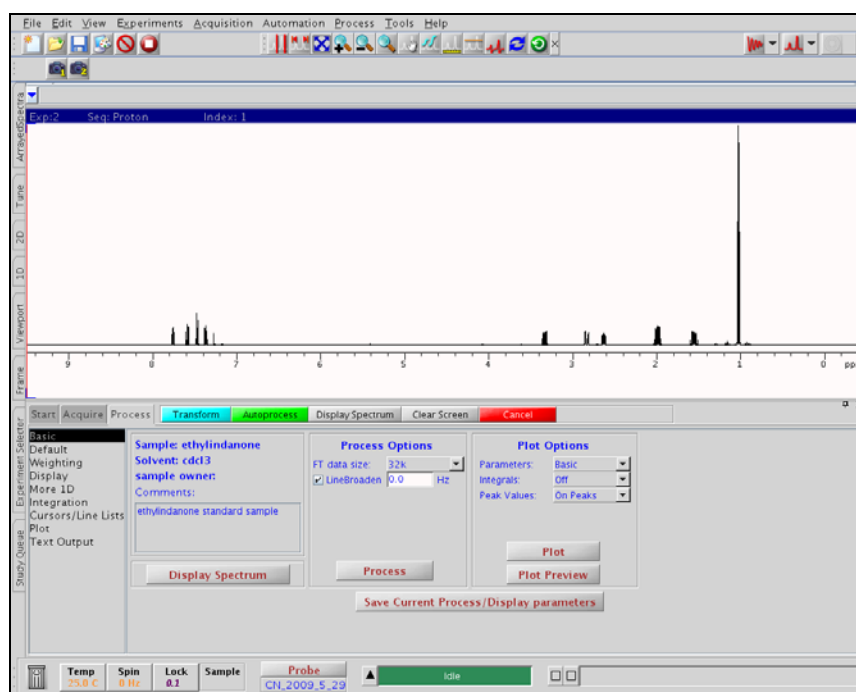 File Edit View Experiments Acquisition Automation Process Tools Help
Exp:2 Seq: Proton Index: 1
ArrayedSpectra
Tune
2D
1D
Viewport
Frame
Experiment Selector
Study Queue
9 8 7 6 5 4 3 2 1 0 pp
Start Acquire Process Transform Autoprocess Display Spectrum Clear Screen Cancel
Basic
Default
Weighting
Display
More 1D
Integration
Cursors/Line Lists
Plot
Text Output
Sample: ethylindanone
Solvent: cdcl3
sample owner:
Comments:
ethylindanone standard sample
Display Spectrum
Process Options
FT data size: 32k
LineBroaden 0.0 Hz
Process
Plot Options
Parameters: Basic
Integrals: Off
Peak Values: On Peaks
Plot
Plot Preview
Save Current Process/Display parameters
Temp Spin Lock Sample Probe Idle
25.0 C 0 Hz 0.1 CN_2009_5_29